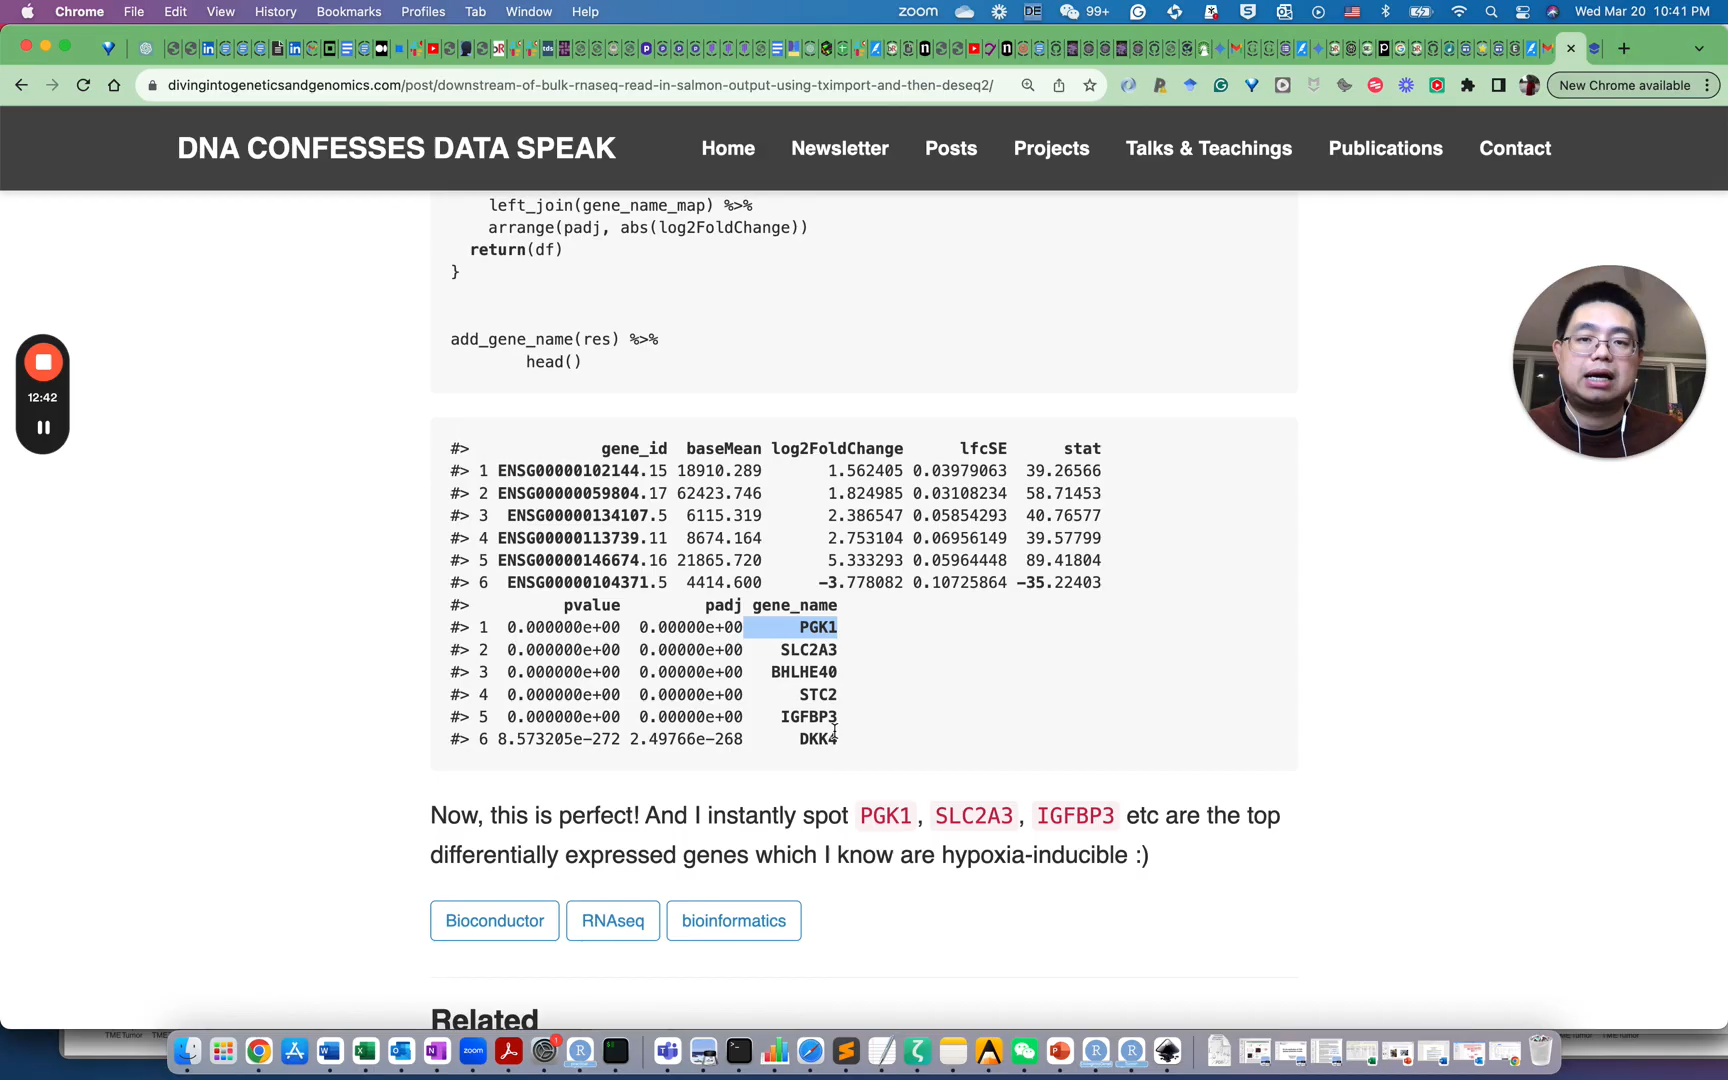 Chrome File Edit View History Bookmarks Profiles Tab Window Help zoom DE 99+ Wed Mar 20 10:41 PM
divingintogeneticsandgenomics.com/post/downstream-of-bulk-rnaseq-read-in-salmon-output-using-tximport-and-then-deseq2/ New Chrome available
DNA CONFESSES DATA SPEAK Home Newsletter Posts Projects Talks & Teachings Publications Contact
left_join(gene_name_map) %>%
arrange(padj, abs(log2FoldChange))
return(df)
}
add_gene_name(res) %>%
head()
12:42
#> gene_id baseMean log2FoldChange lfcSE stat
#> 1 ENSG00000102144.15 18910.289 1.562405 0.03979063 39.26566
#> 2 ENSG00000059804.17 62423.746 1.824985 0.03108234 58.71453
#> 3 ENSG00000134107.5 6115.319 2.386547 0.05854293 40.76577
#> 4 ENSG00000113739.11 8674.164 2.753104 0.06956149 39.57799
#> 5 ENSG00000146674.16 21865.720 5.333293 0.05964448 89.41804
#> 6 ENSG00000104371.5 4414.600 -3.778082 0.10725864 -35.22403
#> pvalue padj gene_name
#> 1 0.000000e+00 0.00000e+00 PGK1
#> 2 0.000000e+00 0.00000e+00 SLC2A3
#> 3 0.000000e+00 0.00000e+00 BHLHE40
#> 4 0.000000e+00 0.00000e+00 STC2
#> 5 0.000000e+00 0.00000e+00 IGFBP3
#> 6 8.573205e-272 2.49766e-268 DKK4
Now, this is perfect! And I instantly spot PGK1, SLC2A3, IGFBP3 etc are the top
differentially expressed genes which I know are hypoxia-inducible :)
Bioconductor RNAseq bioinformatics
Related